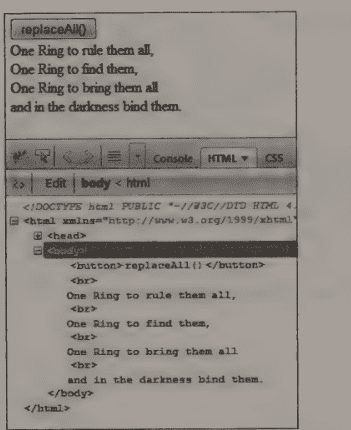 replaceAll()
One Ring to rule them all,
One Ring to find them,
One Ring to bring them all
and in the darkness bind them.
Console HTML CSS
Edit body < html
<!DOCTYPE html PUBLIC "-//W3C//DTD HTML 4.
<html xmlns="http://www.w3.org/1999/xhtml"
<head>
<body>
<button>replaceAll()</button>
<br>
One Ring to rule them all,
<br>
One Ring to find them,
<br>
One Ring to bring them all
<br>
and in the darkness bind them.
</body>
</html>